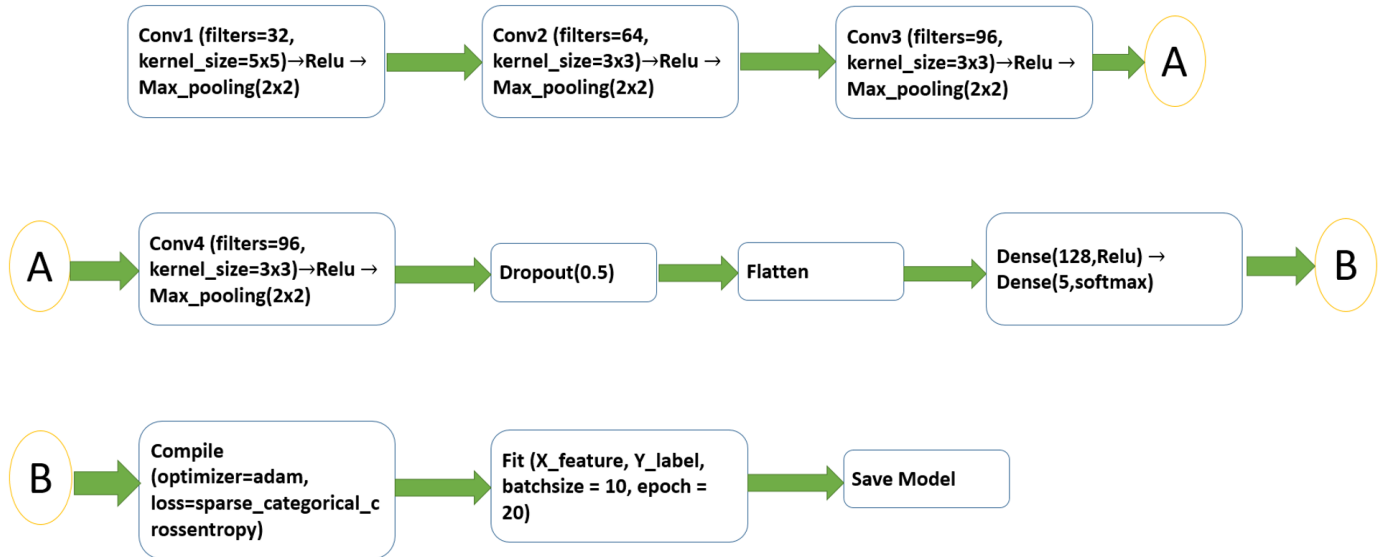 Conv1 (filters=32,
kernel_size=5x5)→Relu →
Max_pooling(2x2)
Conv2 (filters=64,
kernel_size=3x3)→Relu →
Max_pooling(2x2)
Conv3 (filters=96,
kernel_size=3x3)→Relu →
Max_pooling(2x2)
A
A
Conv4 (filters=96,
kernel_size=3x3)→Relu →
Max_pooling(2x2)
Dropout(0.5)
Flatten
Dense(128,Relu) →
Dense(5,softmax)
B
B
Compile
(optimizer=adam,
loss=sparse_categorical_c
rossentropy)
Fit (X_feature, Y_label,
batchsize = 10, epoch =
20)
Save Model